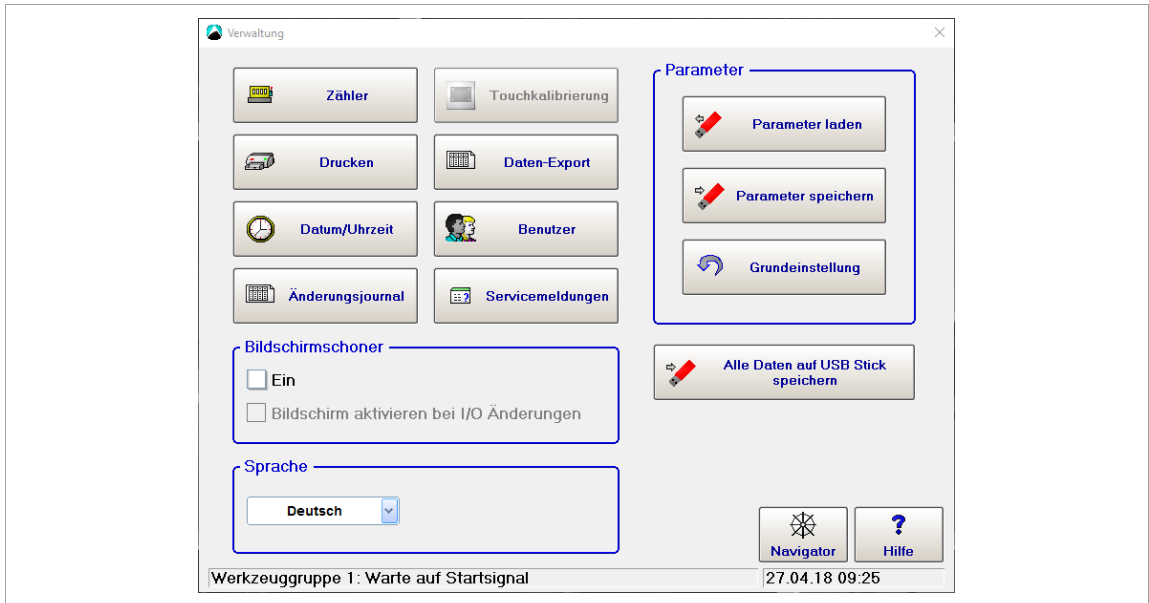 Verwaltung
Zähler
Touchkalibrierung
Drucken
Daten-Export
Datum/Uhrzeit
Benutzer
Änderungsjournal
Servicemeldungen
Parameter
Parameter laden
Parameter speichern
Grundeinstellung
Bildschirmschoner
Ein
Bildschirm aktivieren bei I/O Änderungen
Alle Daten auf USB Stick
speichern
Sprache
Deutsch
Navigator
Hilfe
Werkzeuggruppe 1: Warte auf Startsignal
27.04.18 09:25